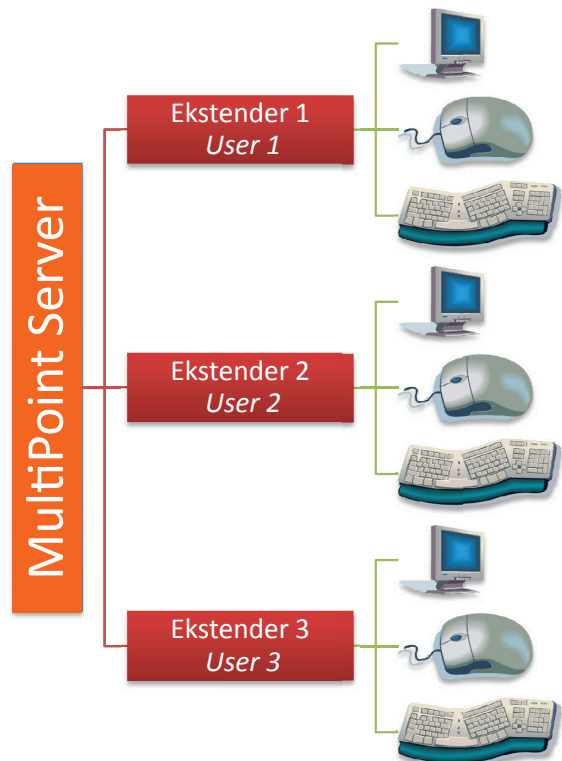 MultiPoint Server
Ekstender 1
User 1
Ekstender 2
User 2
Ekstender 3
User 3